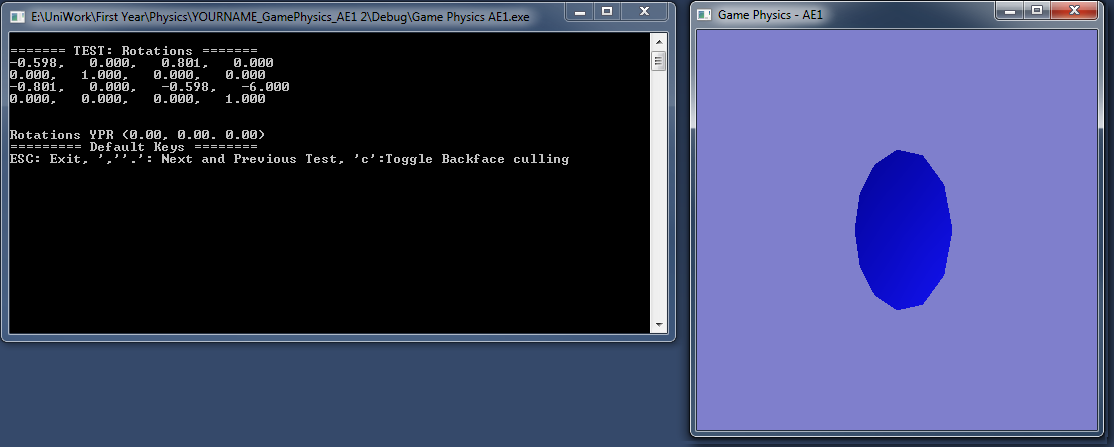 E:\UniWork\First Year\Physics\YOURNAME_GamePhysics_AE1 2\Debug\Game Physics AE1.exe
======= TEST: Rotations =======
-0.598,   0.000,   0.801,   0.000
0.000,   1.000,   0.000,   0.000
-0.801,   0.000,   -0.598,   -6.000
0.000,   0.000,   0.000,   1.000
Rotations YPR (0.00, 0.00. 0.00)
========= Default Keys ========
ESC: Exit, ',''.': Next and Previous Test, 'c':Toggle Backface culling
Game Physics - AE1